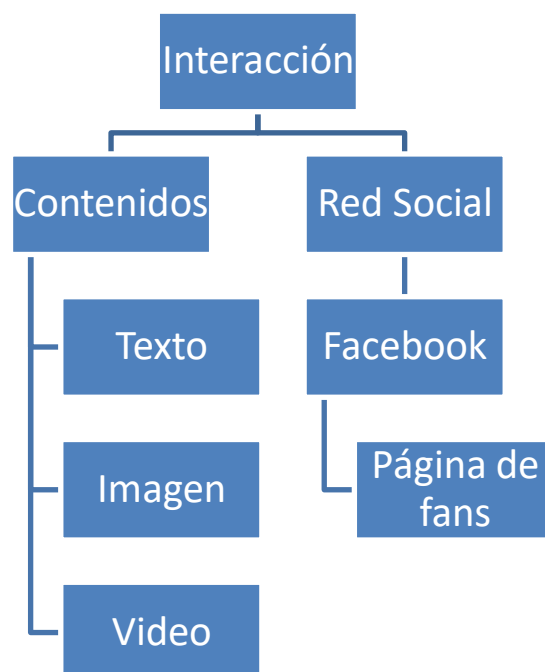 Interacción
Contenidos
Red Social
Texto
Facebook
Imagen
Página de
fans
Video